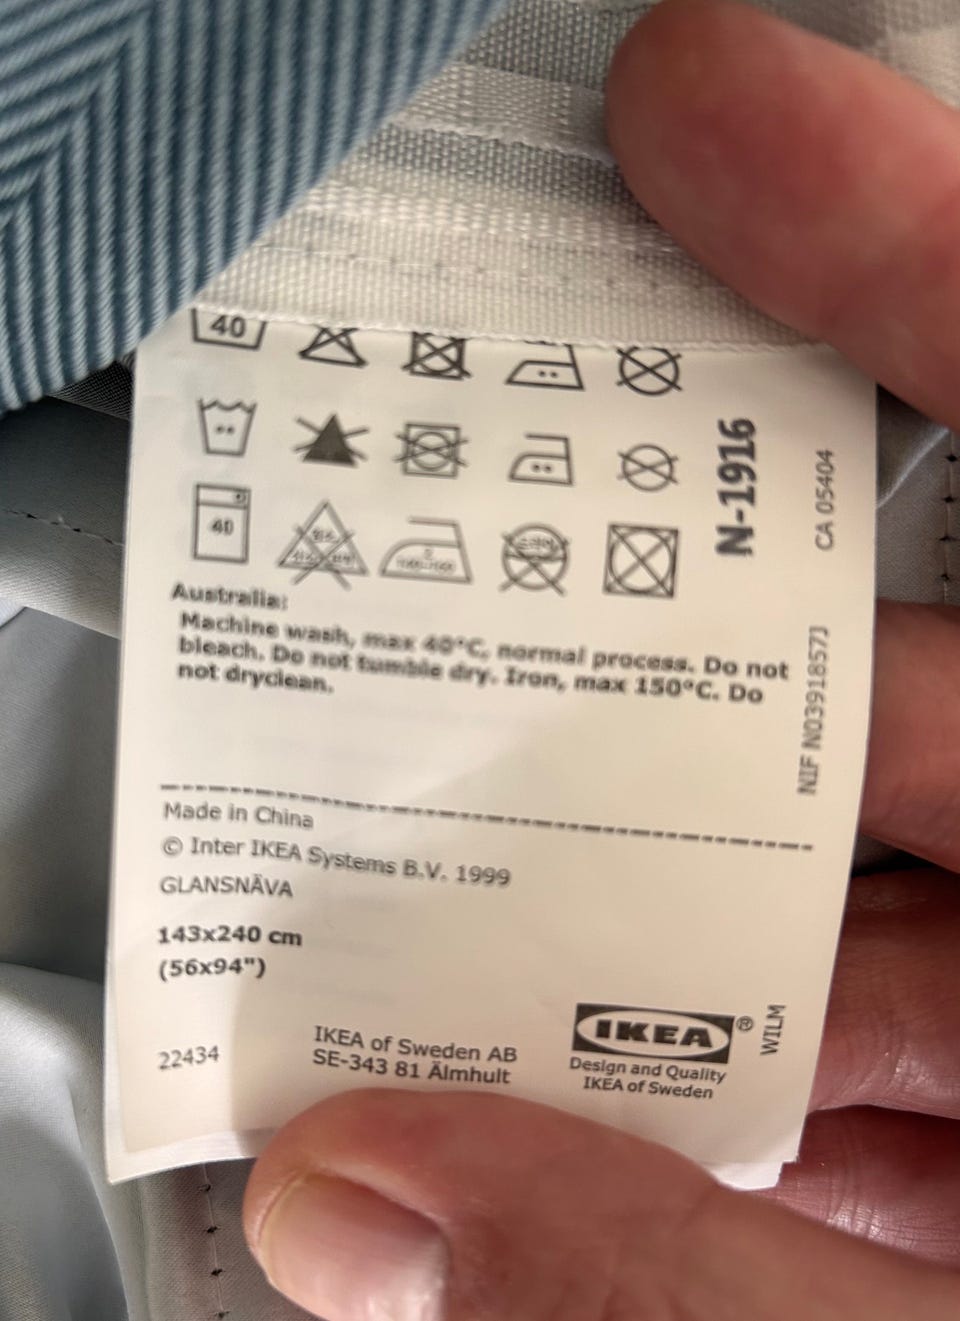 40
40
Australia:
Machine wash, max 40°C, normal process. Do not
bleach. Do not tumble dry. Iron, max 150°C. Do
not dryclean.
N-1916
CA 05404
NIF N0391857J
Made in China
© Inter IKEA Systems B.V. 1999
GLANSNÄVA
143x240 cm
(56x94")
22434
IKEA of Sweden AB
SE-343 81 Älmhult
IKEA®
Design and Quality
IKEA of Sweden
WILM